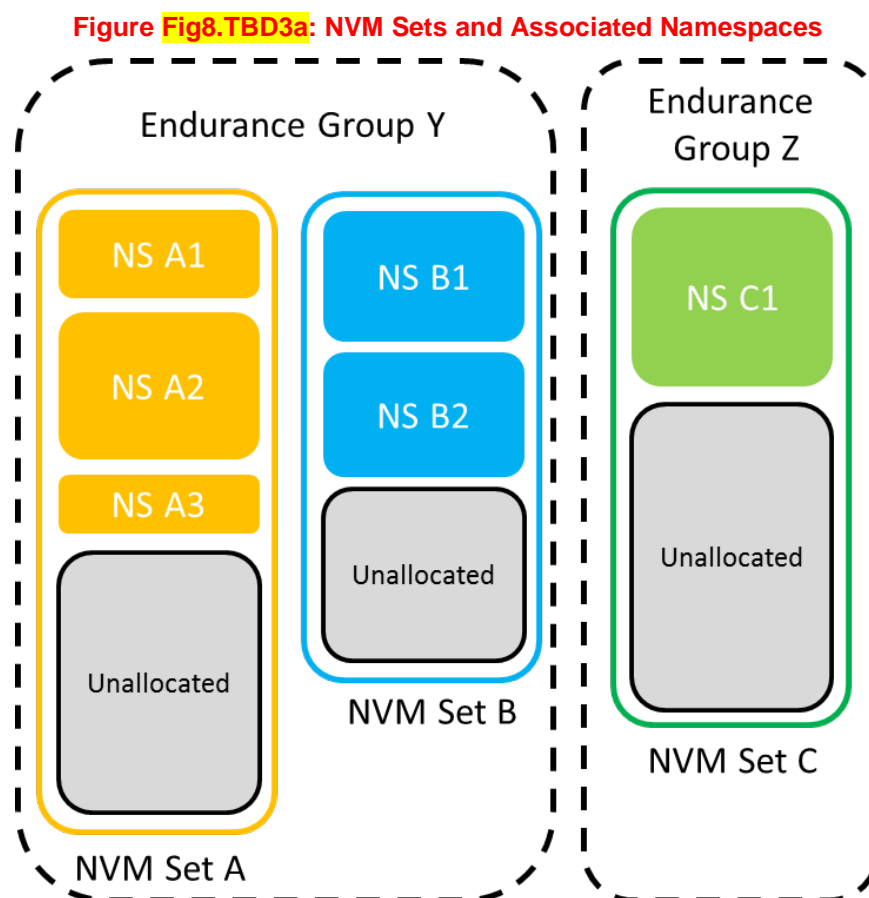 Figure Fig8.TBD3a: NVM Sets and Associated Namespaces
Endurance Group Y
NS A1
NS A2
NS A3
Unallocated
NVM Set A
NS B1
NS B2
Unallocated
NVM Set B
Endurance
Group Z
NS C1
Unallocated
NVM Set C